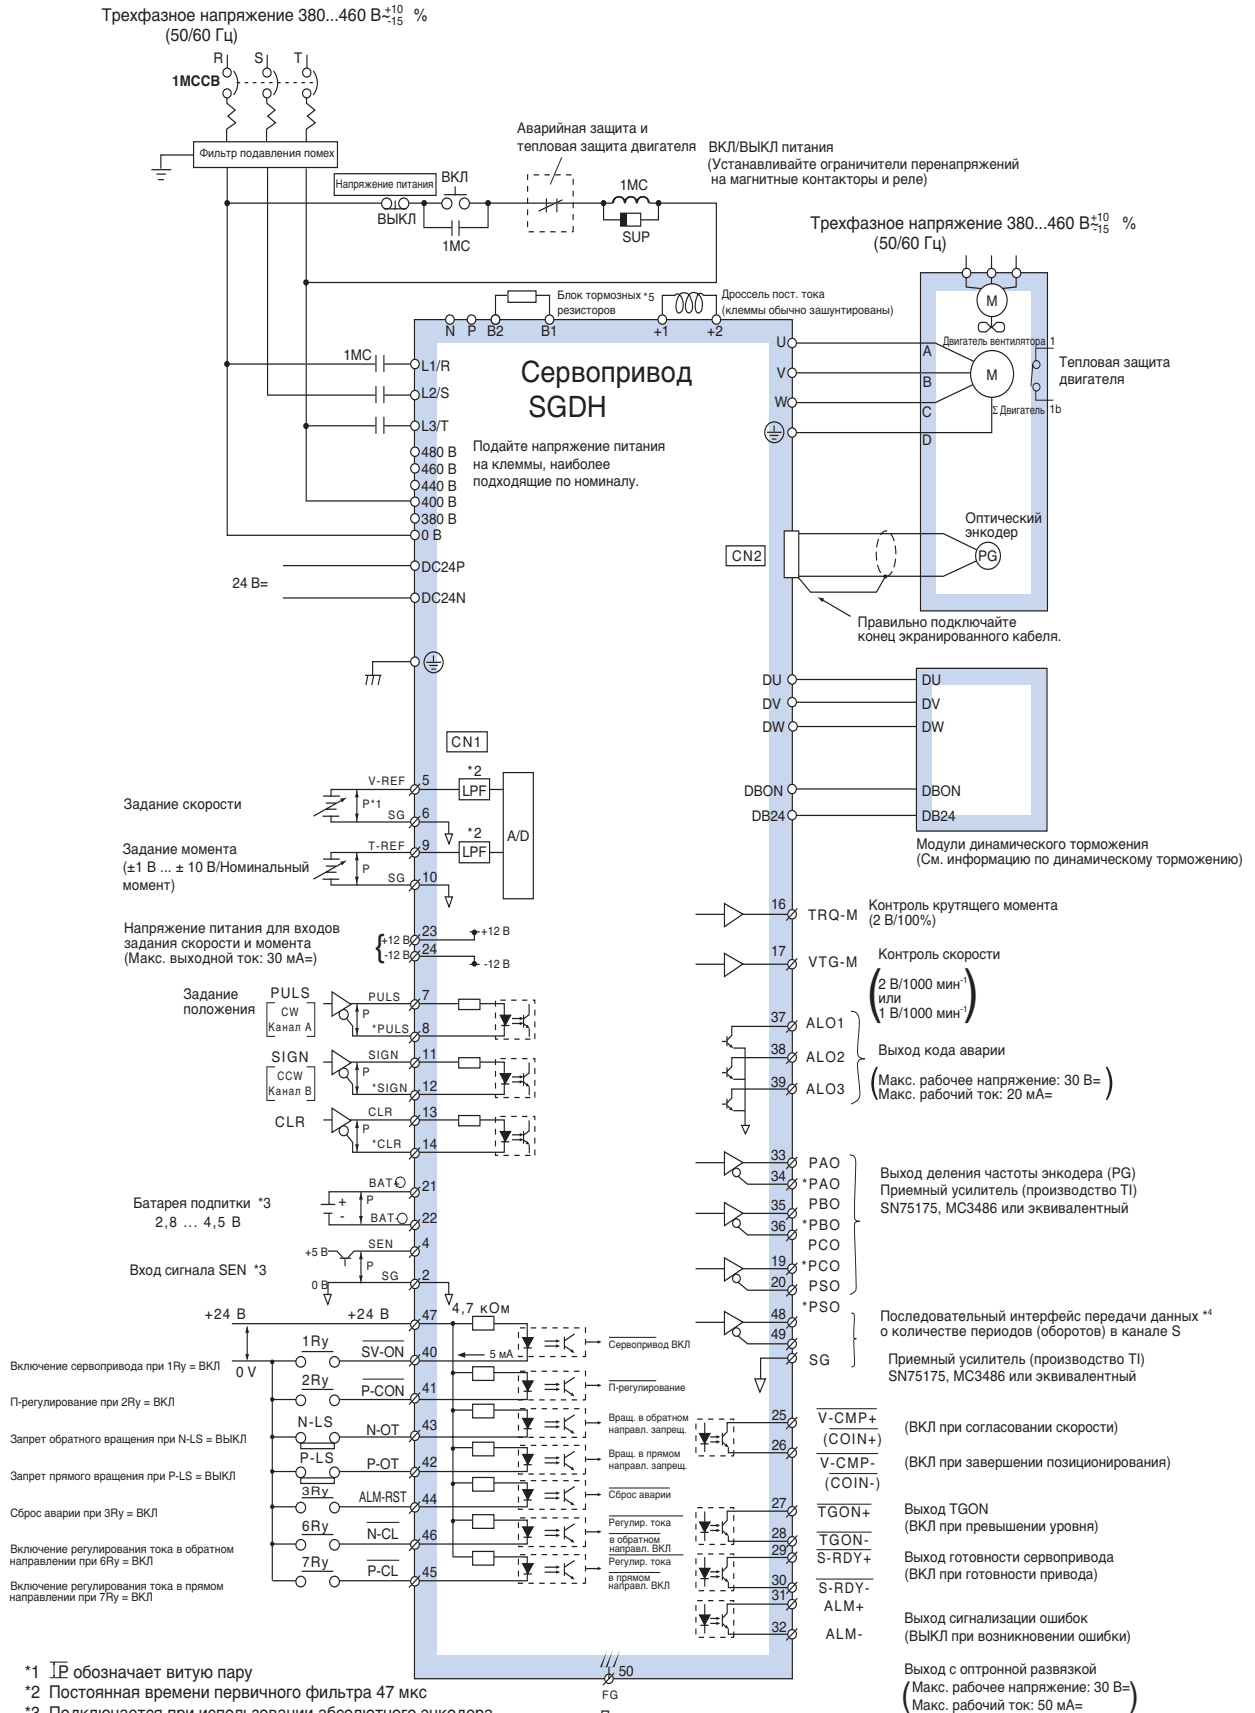 Трехфазное напряжение 380...460 В~ +10 -15 %
(50/60 Гц)
R S T
1MCCB
Фильтр подавления помех
Напряжение питания
ВКЛ
ВЫКЛ
1MC
Аварийная защита и
тепловая защита двигателя
1MC
SUP
ВКЛ/ВЫКЛ питания
(Устанавливайте ограничители перенапряжений
на магнитные контакторы и реле)
Трехфазное напряжение 380...460 В~ +10 -15 %
(50/60 Гц)
Блок тормозных *5
резисторов
Дроссель пост. тока
(клеммы обычно зашунтированы)
N P B2 B1 +1 +2
1MC
L1/R
L2/S
L3/T
480 В
460 В
440 В
400 В
380 В
0 В
DC24P
24 В=
DC24N
Сервопривод
SGDH
Подайте напряжение питания
на клеммы, наиболее
подходящие по номиналу.
U
V
W
A
B
C
D
M
Двигатель вентилятора
1
M
Σ Двигатель
1b
Тепловая защита
двигателя
CN2
Оптический
энкодер
PG
Правильно подключайте
конец экранированного кабеля.
DU DU
DV DV
DW DW
DBON DBON
DB24 DB24
Модули динамического торможения
(См. информацию по динамическому торможению)
CN1
Задание скорости
V-REF 5
P*1
SG 6
*2
LPF
A/D
Задание момента
(±1 В ... ± 10 В/Номинальный
момент)
T-REF 9
P
SG 10
*2
LPF
Напряжение питания для входов
задания скорости и момента
(Макс. выходной ток: 30 мА=)
+12 В 23 +12 В
-12 В 24 -12 В
Задание
положения
PULS
CW
Канал A
PULS 7
P
*PULS 8
SIGN
CCW
Канал B
SIGN 11
P
*SIGN 12
CLR
CLR 13
P
*CLR 14
Батарея подпитки *3
2,8 ... 4,5 В
+
-
BAT+ 21
P
BAT- 22
Вход сигнала SEN *3
+5 В
SEN 4
P
0 В
SG 2
+24 В
+24 В 47
4,7 кОм
0 V
5 мА
Включение сервопривода при 1Ry = ВКЛ
1Ry
SV-ON 40
Сервопривод ВКЛ
П-регулирование при 2Ry = ВКЛ
2Ry
P-CON 41
П-регулирование
Запрет обратного вращения при N-LS = ВЫКЛ
N-LS
N-OT 43
Вращ. в обратном
направл. запрещ.
Запрет прямого вращения при P-LS = ВЫКЛ
P-LS
P-OT 42
Вращ. в прямом
направл. запрещ.
Сброс аварии при 3Ry = ВКЛ
3Ry
ALM-RST 44
Сброс аварии
Включение регулирования тока в обратном
направлении при 6Ry = ВКЛ
6Ry
N-CL 46
Регулир. тока
в обратном
направл. ВКЛ
Включение регулирования тока в прямом
направлении при 7Ry = ВКЛ
7Ry
P-CL 45
Регулир. тока
в прямом
направл. ВКЛ
16 TRQ-M
Контроль крутящего момента
(2 В/100%)
17 VTG-M
Контроль скорости
(2 В/1000 мин-1
или
1 В/1000 мин-1)
37 ALO1
38 ALO2
39 ALO3
Выход кода аварии
(Макс. рабочее напряжение: 30 В=
Макс. рабочий ток: 20 мА=)
33 PAO
34 *PAO
35 PBO
36 *PBO
PCO
19 *PCO
20 PSO
*PSO
48
49
SG
Выход деления частоты энкодера (PG)
Приемный усилитель (производство TI)
SN75175, MC3486 или эквивалентный
Последовательный интерфейс передачи данных *4
о количестве периодов (оборотов) в канале S
Приемный усилитель (производство TI)
SN75175, MC3486 или эквивалентный
25 V-CMP+
(COIN+)
26
V-CMP-
(COIN-)
(ВКЛ при согласовании скорости)
(ВКЛ при завершении позиционирования)
27 TGON+
28 TGON-
Выход TGON
(ВКЛ при превышении уровня)
29 S-RDY+
30 S-RDY-
Выход готовности сервопривода
(ВКЛ при готовности привода)
31 ALM+
32 ALM-
Выход сигнализации ошибок
(ВЫКЛ при возникновении ошибки)
Выход с оптронной развязкой
(Макс. рабочее напряжение: 30 В=
Макс. рабочий ток: 50 мА=)
50
FG
*1 P обозначает витую пару
*2 Постоянная времени первичного фильтра 47 мкс
*3 Подключается при использовании абсолютного энкодера